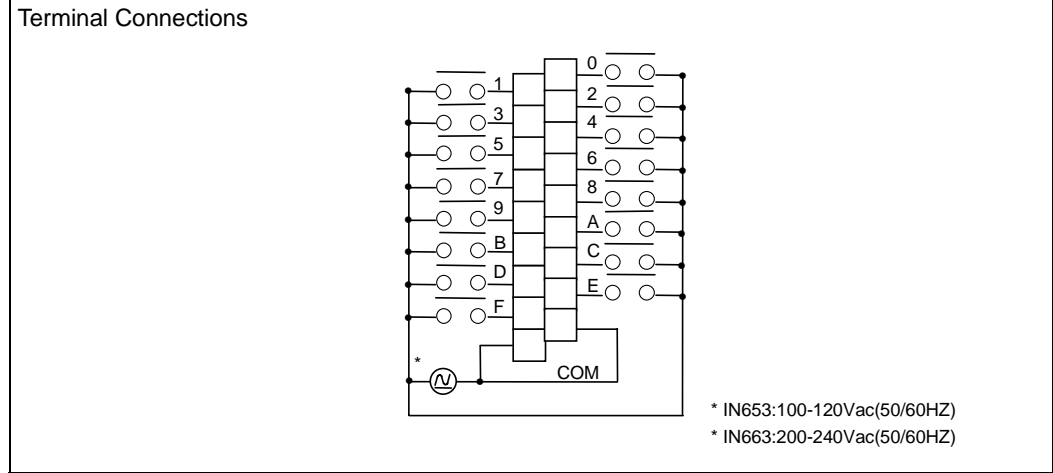 Terminal Connections
0
1
2
3
4
5
6
7
8
9
A
B
C
D
E
F
*
COM
* IN653:100-120Vac(50/60HZ)
* IN663:200-240Vac(50/60HZ)